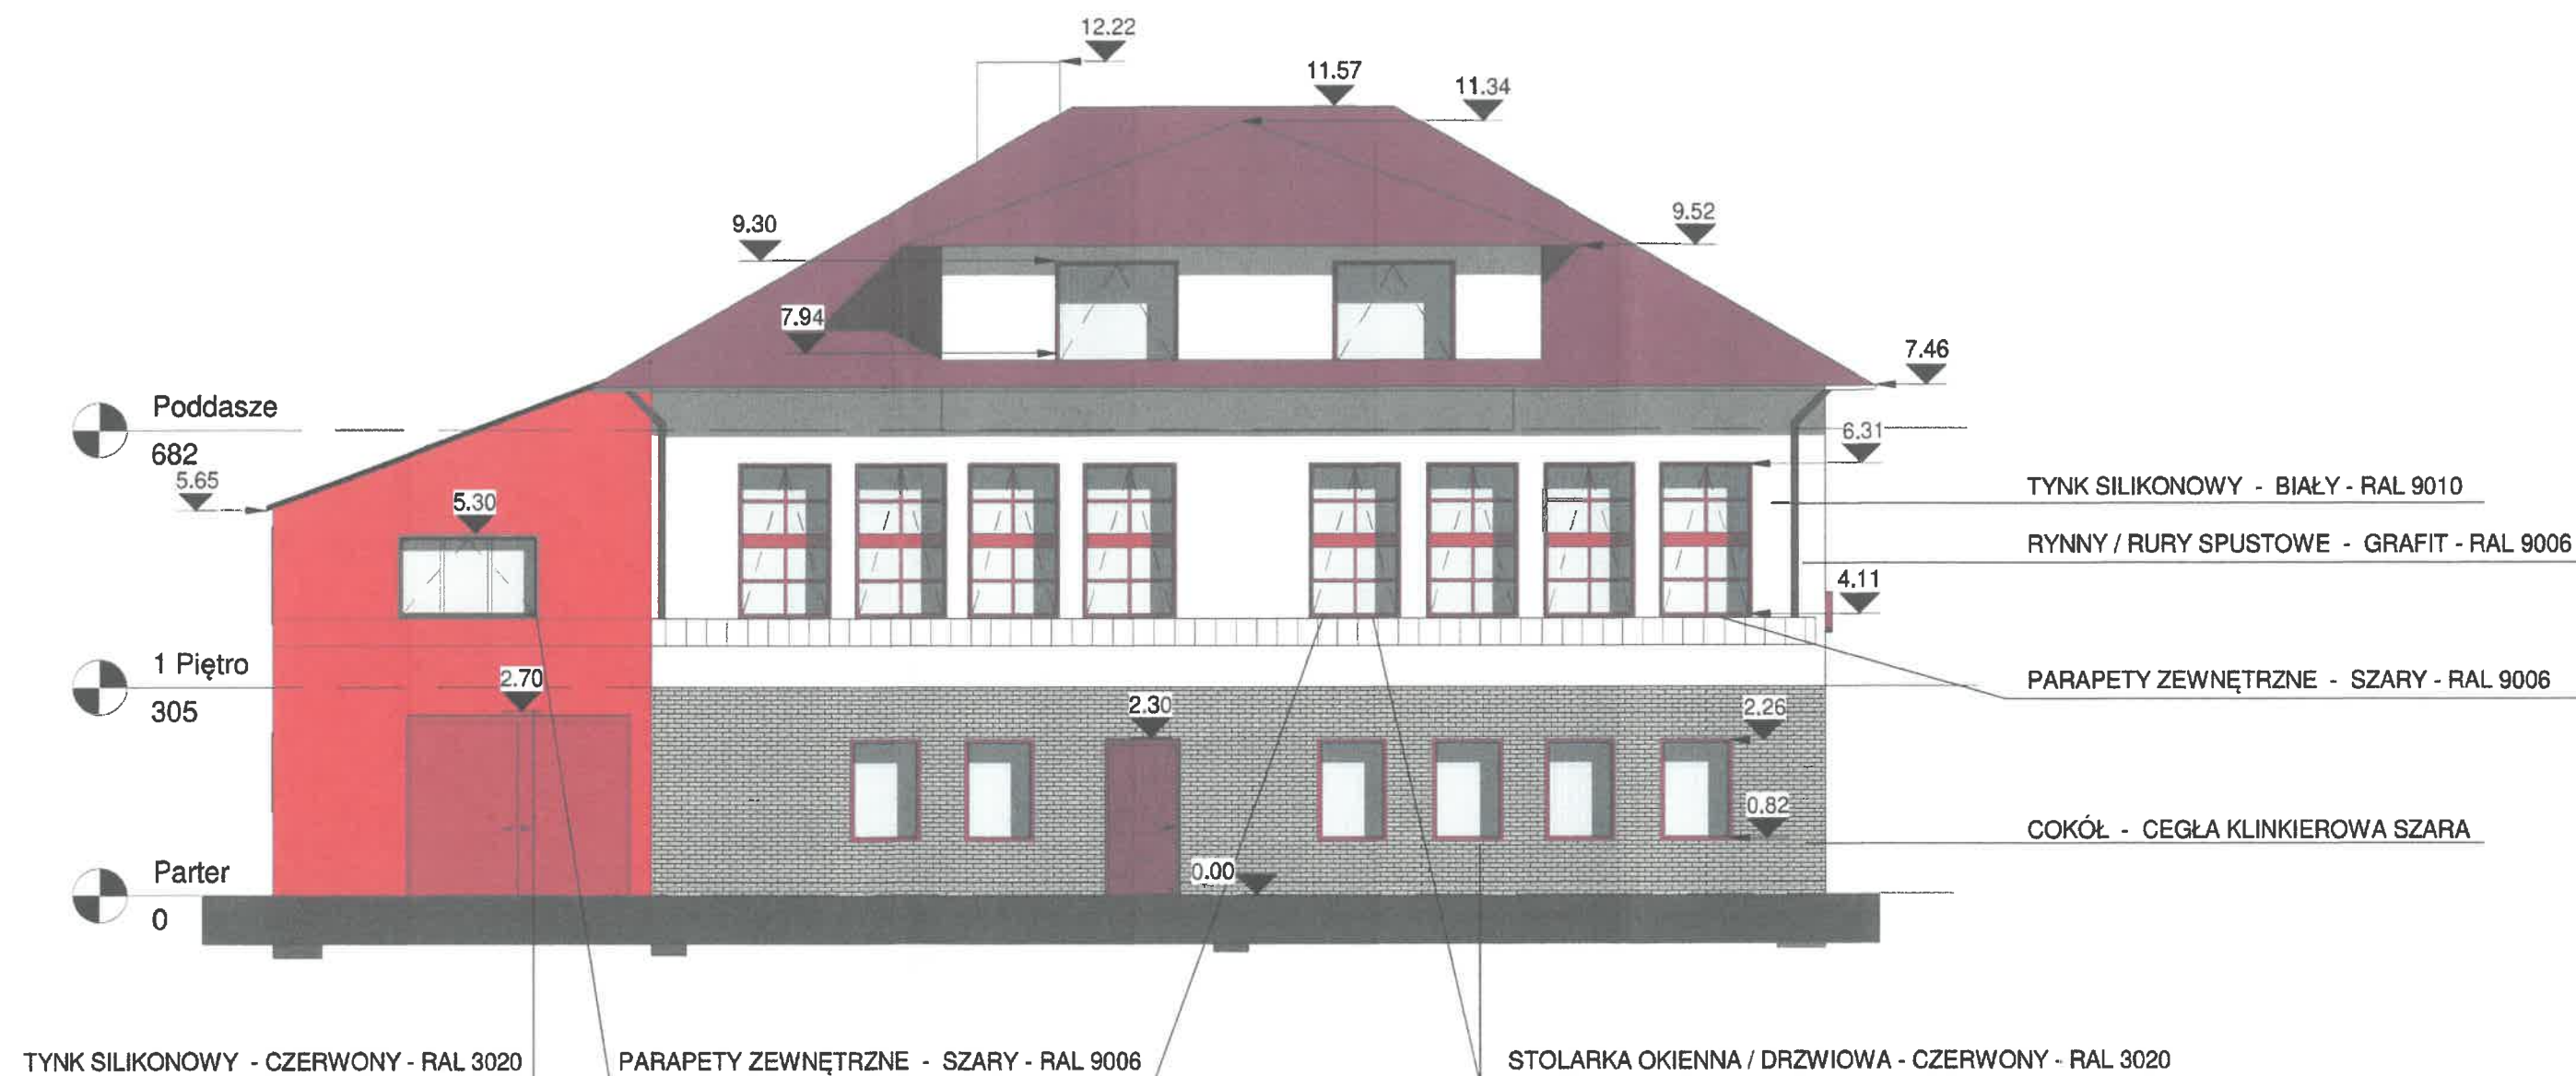 12.22
11.57
11.34
9.30
9.52
7.94
7.46
Poddasze
682
6.31
5.65
5.30
TYNK SILIKONOWY - BIAŁY - RAL 9010
RYNNY / RURY SPUSTOWE - GRAFIT - RAL 9006
4.11
1 Piętro
305
2.70
PARAPETY ZEWNĘTRZNE - SZARY - RAL 9006
2.30
2.26
0.82
COKÓŁ - CEGŁA KLINKIEROWA SZARA
Parter
0
0.00
TYNK SILIKONOWY - CZERWONY - RAL 3020
PARAPETY ZEWNĘTRZNE - SZARY - RAL 9006
STOLARKA OKIENNA / DRZWIOWA - CZERWONY - RAL 3020